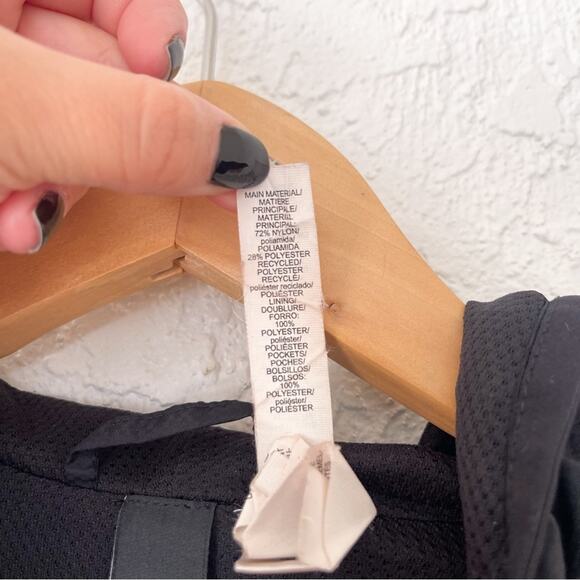 MAIN MATERIAL/
MATIERE
PRINCIPALE/
MATERIAL
PRINCIPAL:
72% NYLON/
poliamida/
POLIAMIDA
28% POLYESTER
RECYCLED/
POLYESTER
RECYCLÉ/
poliéster reciclado/
POLIÉSTER
LINING/
DOUBLURE/
FORRO:
100%
POLYESTER/
poliéster/
POLIÉSTER
POCKETS/
POCHES/
BOLSILLOS/
BOLSOS:
100%
POLYESTER/
poliéster/
POLIÉSTER